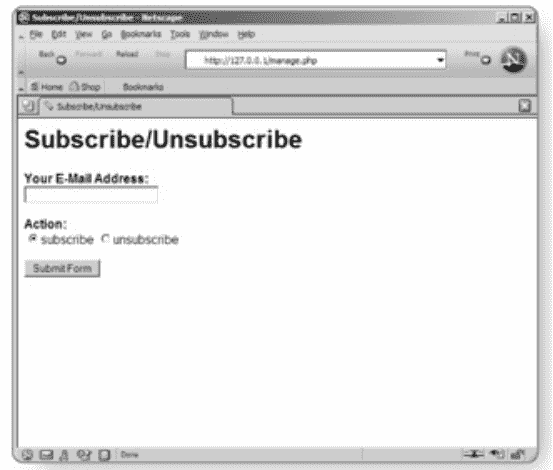 Subscribe/Unsubscribe - Netscape
File Edit View Go Bookmarks Tools Window Help
Back Forward Reload Stop http://127.0.0.1/manage.php Print
Home Shop Bookmarks
Subscribe/Unsubscribe
Subscribe/Unsubscribe
Your E-Mail Address:
Action:
subscribe unsubscribe
Submit Form
Done